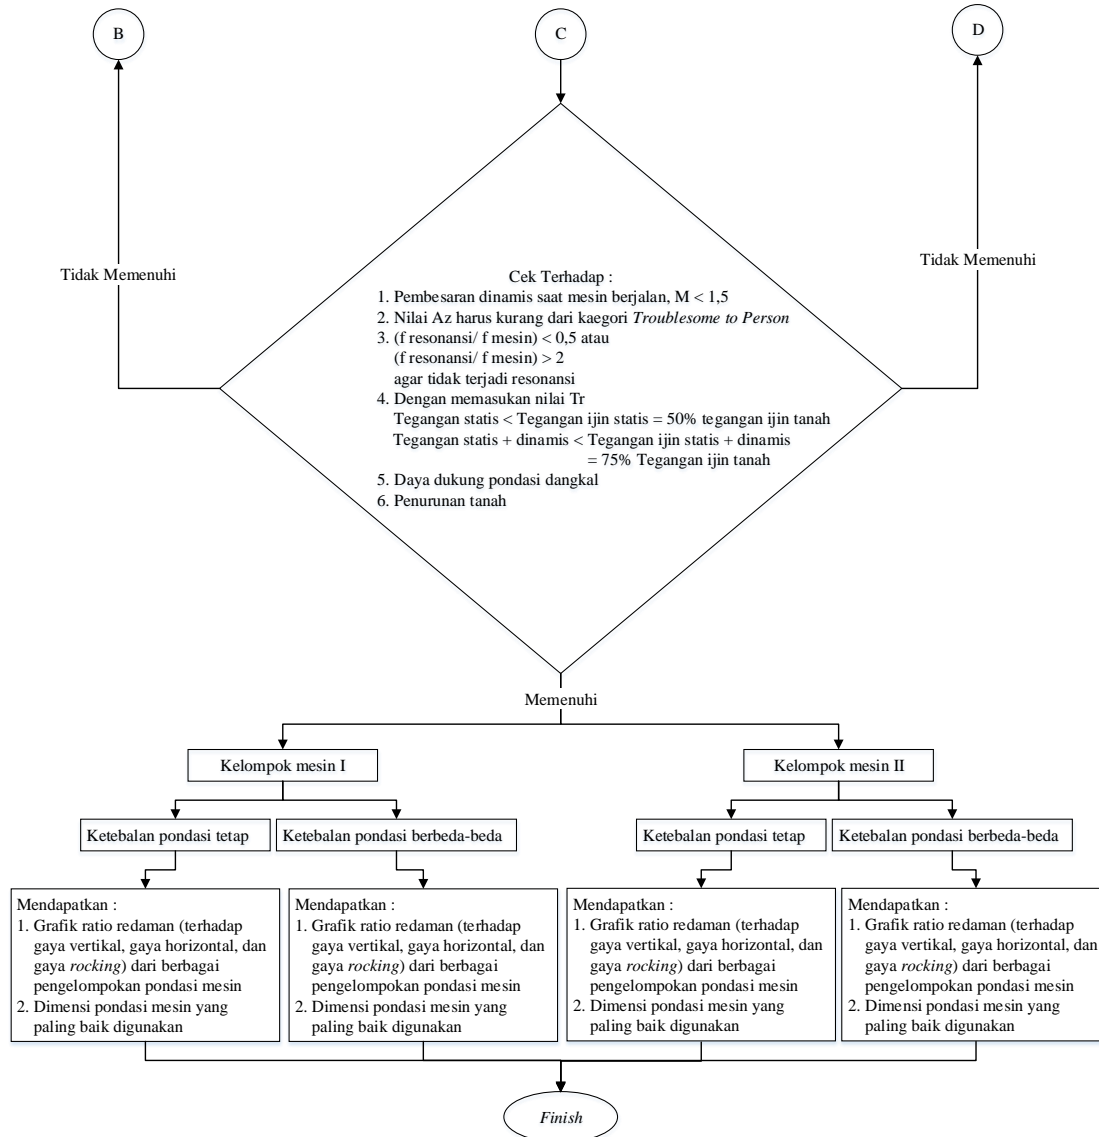 B
C
D
Tidak Memenuhi
Tidak Memenuhi
Cek Terhadap :
1. Pembesaran dinamis saat mesin berjalan, M < 1,5
2. Nilai Az harus kurang dari kaegori Troublesome to Person
3. (f resonansi/ f mesin) < 0,5 atau
(f resonansi/ f mesin) > 2
agar tidak terjadi resonansi
4. Dengan memasukan nilai Tr
Tegangan statis < Tegangan ijin statis = 50% tegangan ijin tanah
Tegangan statis + dinamis < Tegangan ijin statis + dinamis
= 75% Tegangan ijin tanah
5. Daya dukung pondasi dangkal
6. Penurunan tanah
Memenuhi
Kelompok mesin I
Kelompok mesin II
Ketebalan pondasi tetap
Ketebalan pondasi berbeda-beda
Ketebalan pondasi tetap
Ketebalan pondasi berbeda-beda
Mendapatkan :
1. Grafik ratio redaman (terhadap
gaya vertikal, gaya horizontal, dan
gaya rocking) dari berbagai
pengelompokan pondasi mesin
2. Dimensi pondasi mesin yang
paling baik digunakan
Mendapatkan :
1. Grafik ratio redaman (terhadap
gaya vertikal, gaya horizontal, dan
gaya rocking) dari berbagai
pengelompokan pondasi mesin
2. Dimensi pondasi mesin yang
paling baik digunakan
Mendapatkan :
1. Grafik ratio redaman (terhadap
gaya vertikal, gaya horizontal, dan
gaya rocking) dari berbagai
pengelompokan pondasi mesin
2. Dimensi pondasi mesin yang
paling baik digunakan
Mendapatkan :
1. Grafik ratio redaman (terhadap
gaya vertikal, gaya horizontal, dan
gaya rocking) dari berbagai
pengelompokan pondasi mesin
2. Dimensi pondasi mesin yang
paling baik digunakan
Finish